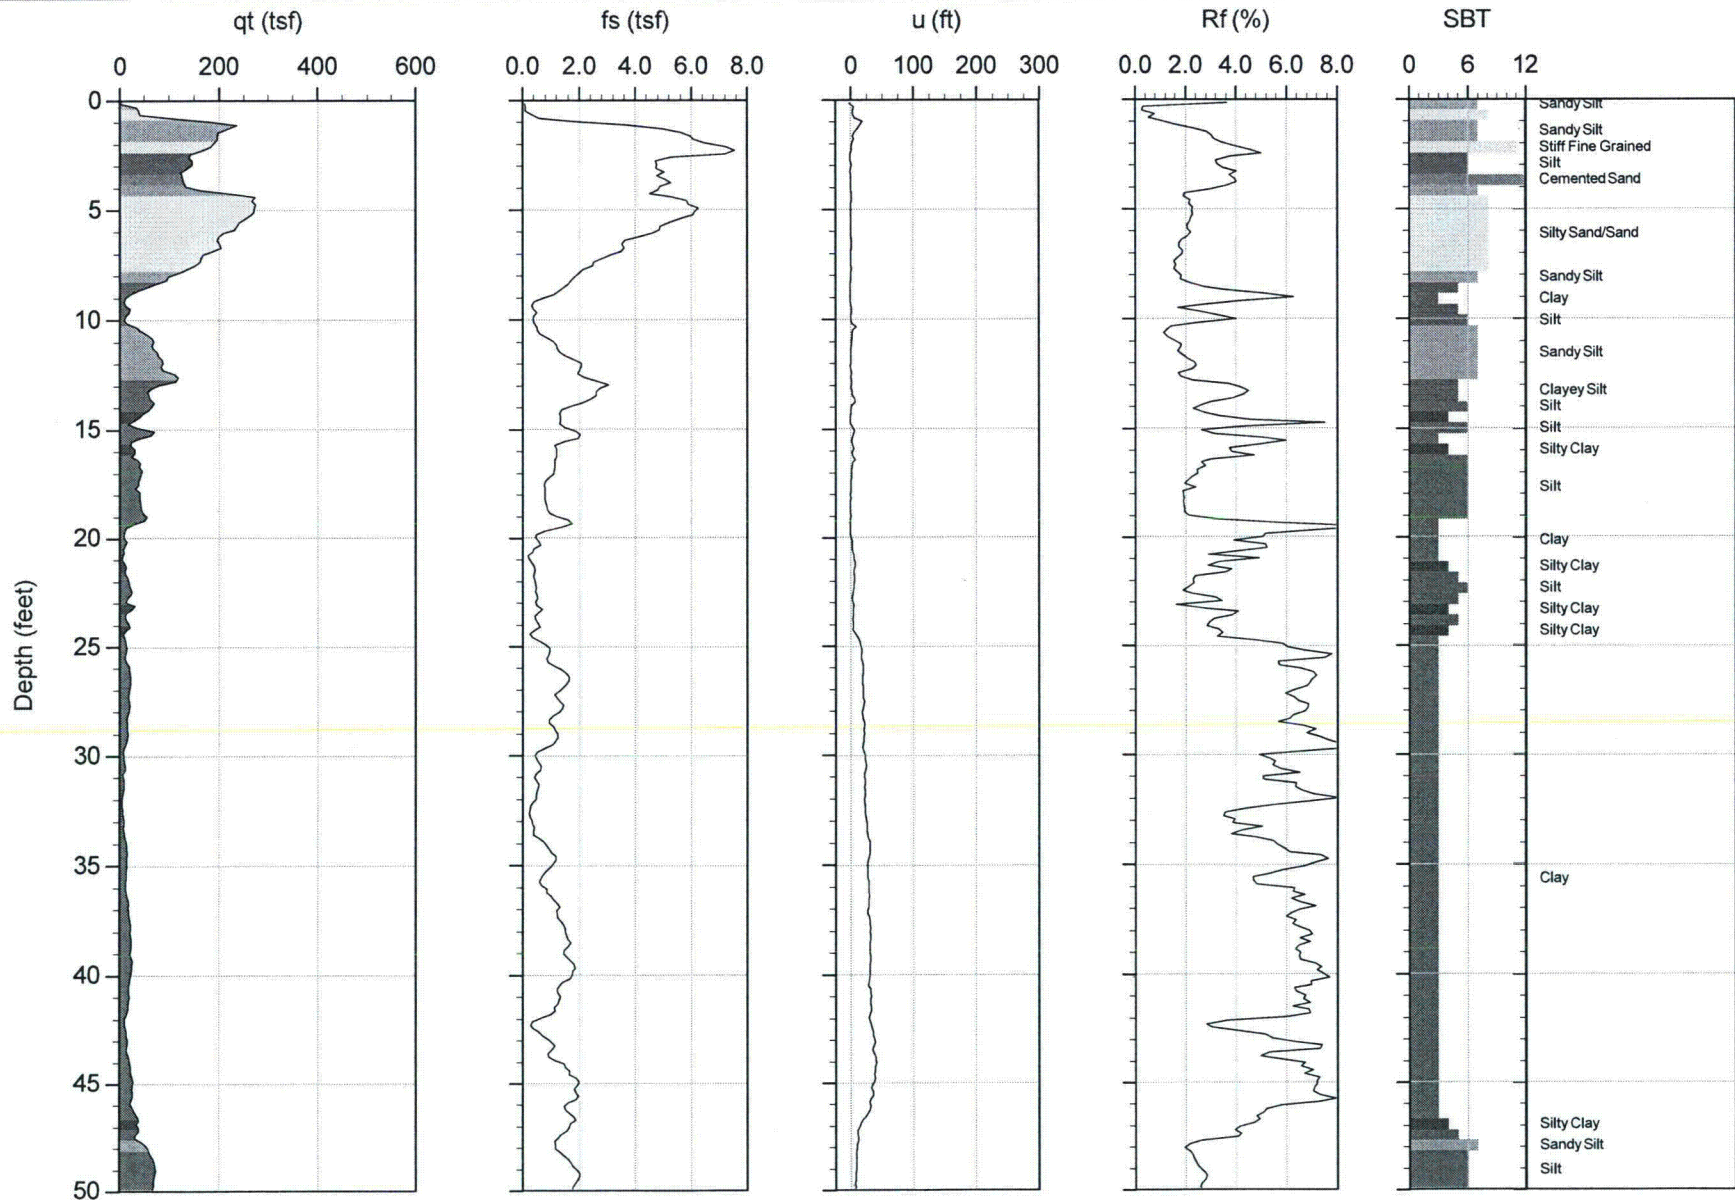 qt (tsf) fs (tsf) u (ft) Rf (%) SBT
0 200 400 600 0.0 2.0 4.0 6.0 8.0 0 100 200 300 0.0 2.0 4.0 6.0 8.0 0 6 12
0
Sandy Silt
Sandy Silt
Stiff Fine Grained
Silt
Cemented Sand
5
Silty Sand/Sand
Sandy Silt
Clay
10
Silt
Sandy Silt
Clayey Silt
Silt
15
Silt
Silty Clay
Silt
20
Clay
Silty Clay
Silt
Silty Clay
Silty Clay
25
Depth (feet)
30
35
Clay
40
45
Silty Clay
Sandy Silt
Silt
50